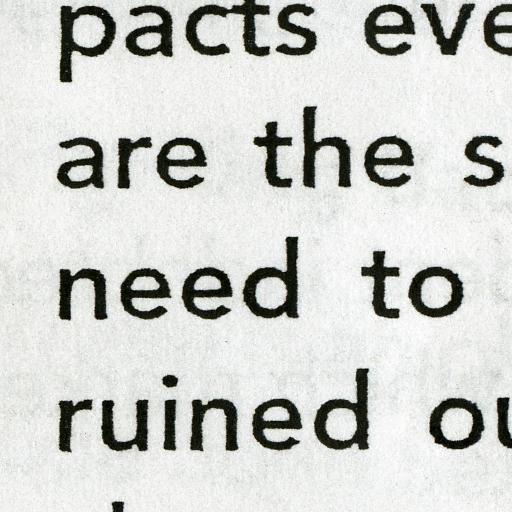 pacts eve
are the s
need to
ruined ou